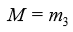 M = m₃